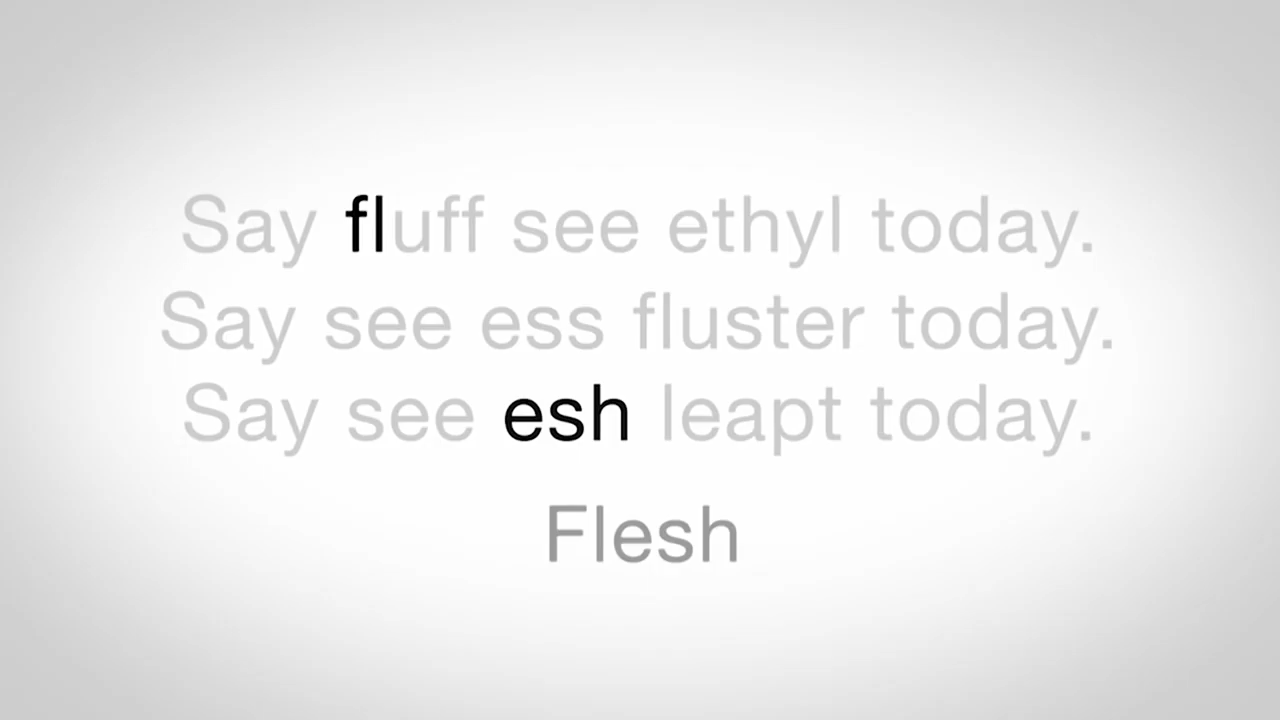 Say fluff see ethyl today.
Say see ess fluster today.
Say see esh leapt today.
Flesh